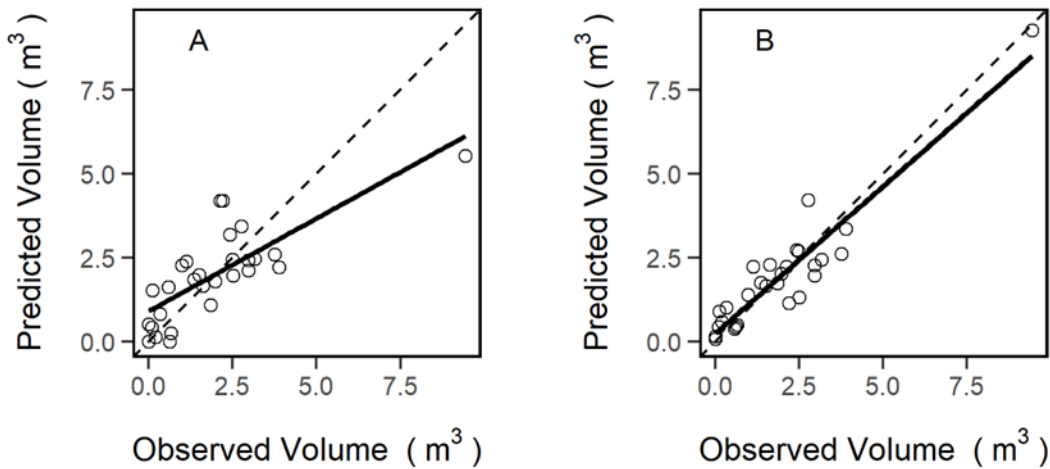 A
Predicted Volume ( m³ )
7.5
5.0
2.5
0.0
0.0 2.5 5.0 7.5
Observed Volume ( m³ )
B
Predicted Volume ( m³ )
7.5
5.0
2.5
0.0
0.0 2.5 5.0 7.5
Observed Volume ( m³ )